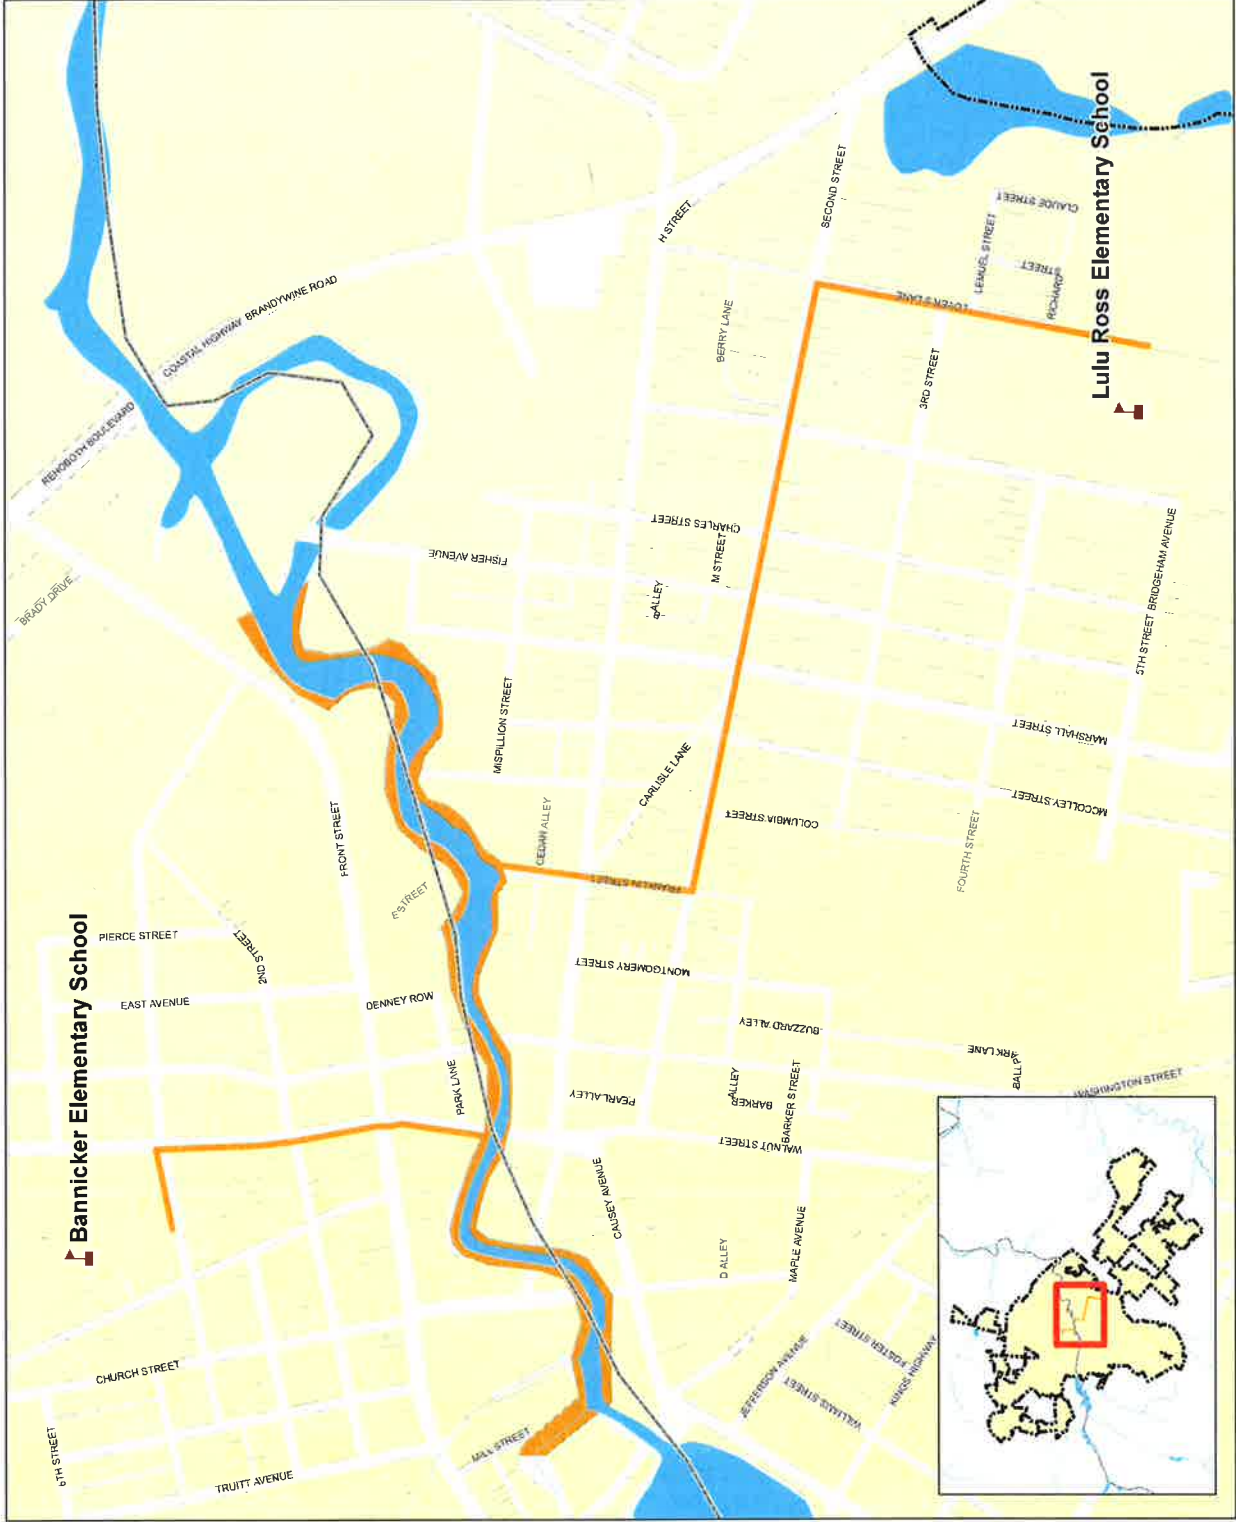 Bannicker Elementary School
Lulu Ross Elementary School
REHOBOTH BOULEVARD
COASTAL HIGHWAY
BRANDYWINE ROAD
BRADY DRIVE
H STREET
SECOND STREET
CLAUDE STREET
LEMUEL STREET
RICHARD
STREET
LOVERS LANE
BERRY LANE
3RD STREET
CHARLES STREET
M STREET
FISHER AVENUE
B
ALLEY
5TH STREET
BRIDGEHAM AVENUE
MISPILLION STREET
CARLISLE LANE
MARSHALL STREET
MCCOLLEY STREET
COLUMBIA STREET
FOURTH STREET
CEDAR ALLEY
FRANKLIN STREET
FRONT STREET
E STREET
PIERCE STREET
2ND STREET
EAST AVENUE
DENNEY ROW
MONTGOMERY STREET
BUZZARD ALLEY
PARK LANE
PEARL ALLEY
BARKER
ALLEY
BARKER STREET
WALNUT STREET
ARK LANE
BALL P
WASHINGTON STREET
CAUSEY AVENUE
D ALLEY
MAPLE AVENUE
CHURCH STREET
6TH STREET
TRUITT AVENUE
MILL STREET
JEFFERSON AVENUE
WILLIAMS STREET
FOSTER STREET
KINGS HIGHWAY